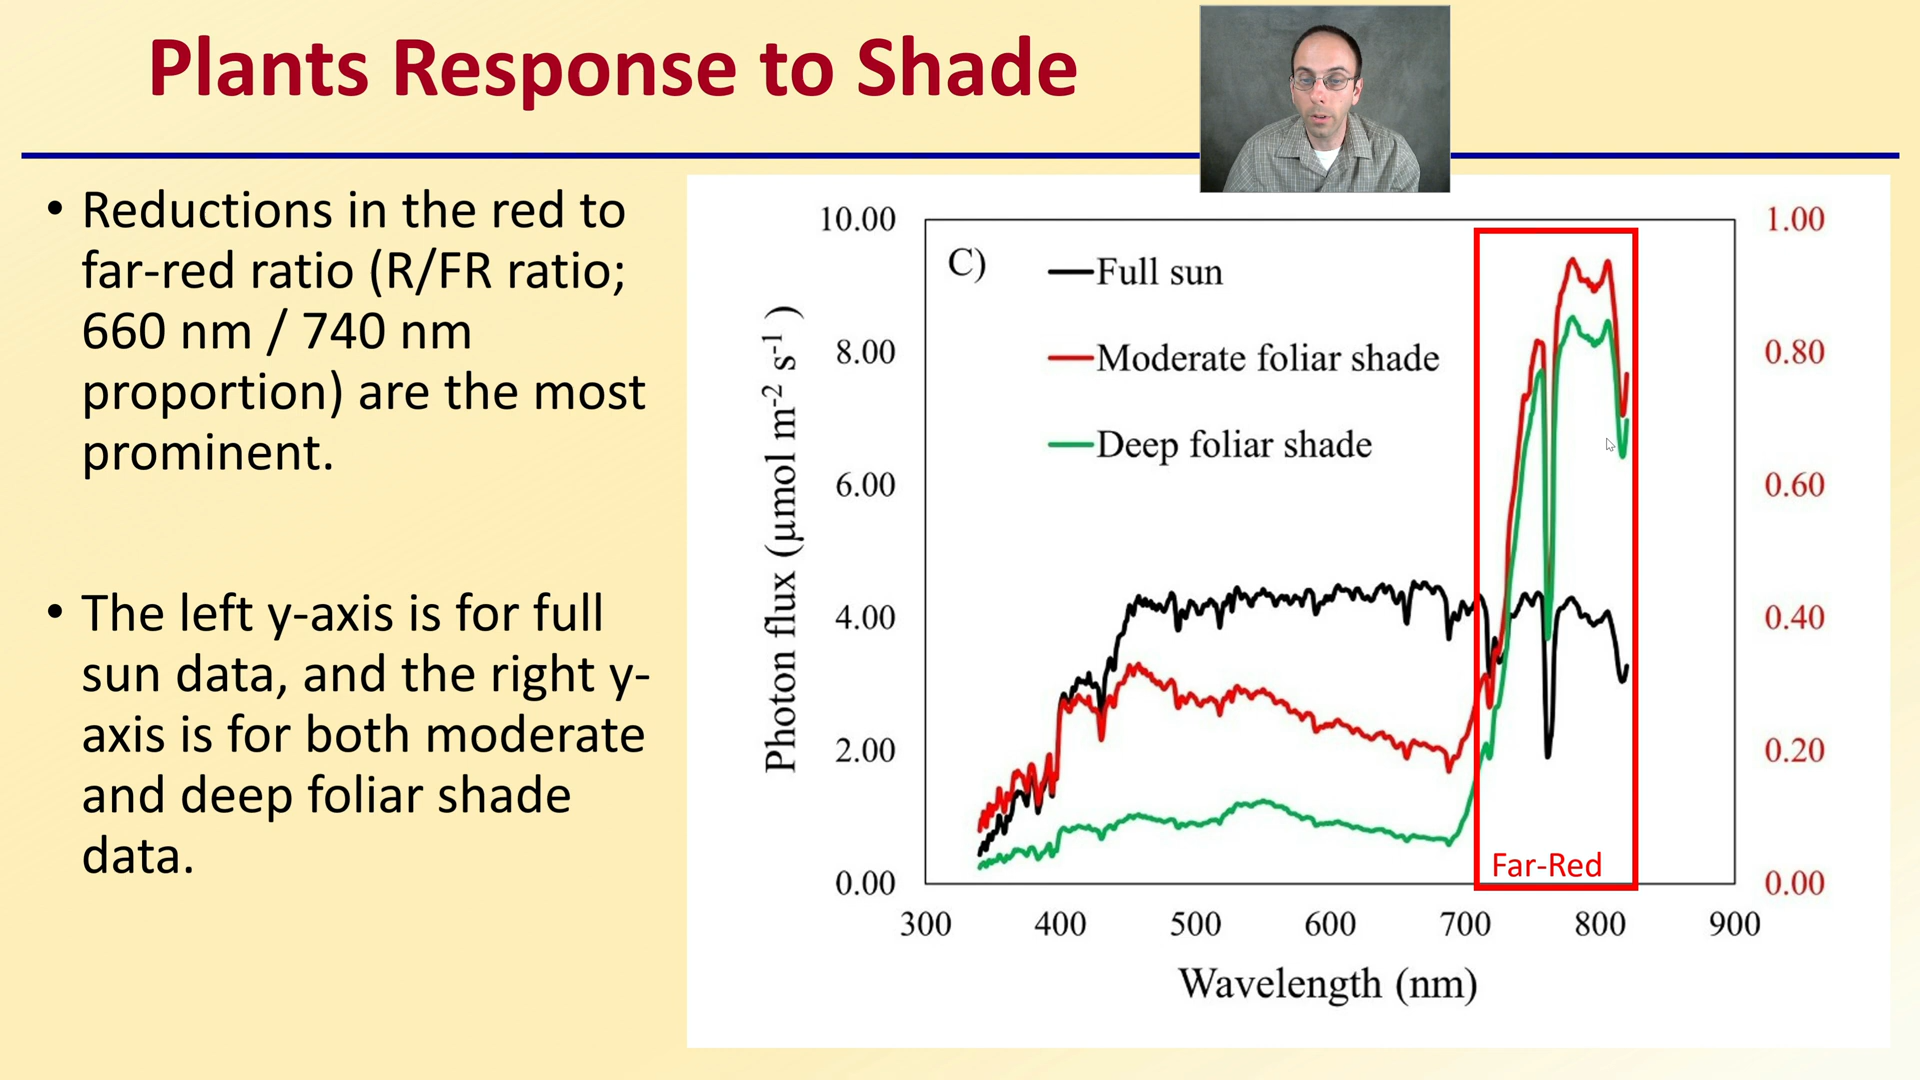 Plants Response to Shade
• Reductions in the red to
far-red ratio (R/FR ratio;
660 nm / 740 nm
proportion) are the most
prominent.
• The left y-axis is for full
sun data, and the right y-
axis is for both moderate
and deep foliar shade
data.
C)
Full sun
Moderate foliar shade
Deep foliar shade
Photon flux (μmol m-2 s-1 )
10.00
8.00
6.00
4.00
2.00
0.00
1.00
0.80
0.60
0.40
0.20
0.00
Far-Red
300 400 500 600 700 800 900
Wavelength (nm)